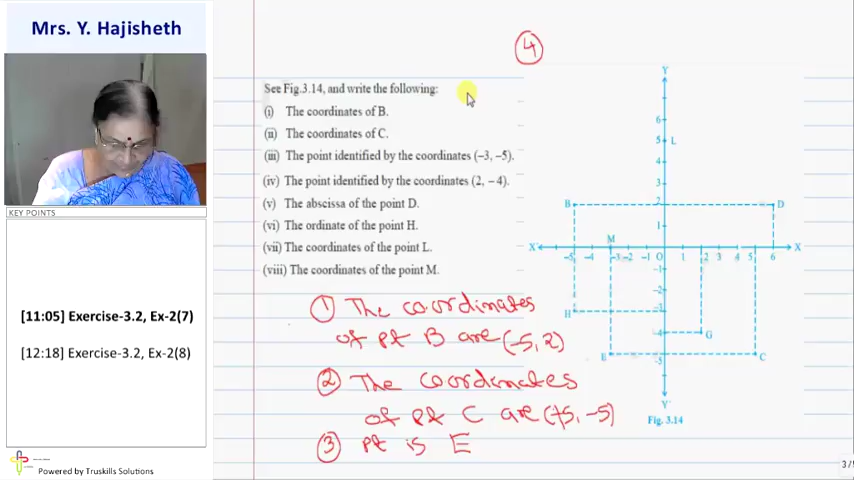 Mrs. Y. Hajisheth
KEY POINTS
[11:05] Exercise-3.2, Ex-2(7)
[12:18] Exercise-3.2, Ex-2(8)
Powered by Truskills Solutions
4
See Fig.3.14, and write the following:
(i) The coordinates of B.
(ii) The coordinates of C.
(iii) The point identified by the coordinates (–3, –5).
(iv) The point identified by the coordinates (2, – 4).
(v) The abscissa of the point D.
(vi) The ordinate of the point H.
(vii) The coordinates of the point L.
(viii) The coordinates of the point M.
① The coordinates
of pt B are (-5, 2)
② The coordinates
of pt C are (+5, -5)
③ pt is E
Y
6
5 L
4
3
B 2 D
1
M
X' -5 -4 -3 -2 -1 O 1 2 3 4 5 6 X
-1
-2
H -3
-4 G
E -5 C
Y'
Fig. 3.14
3/5